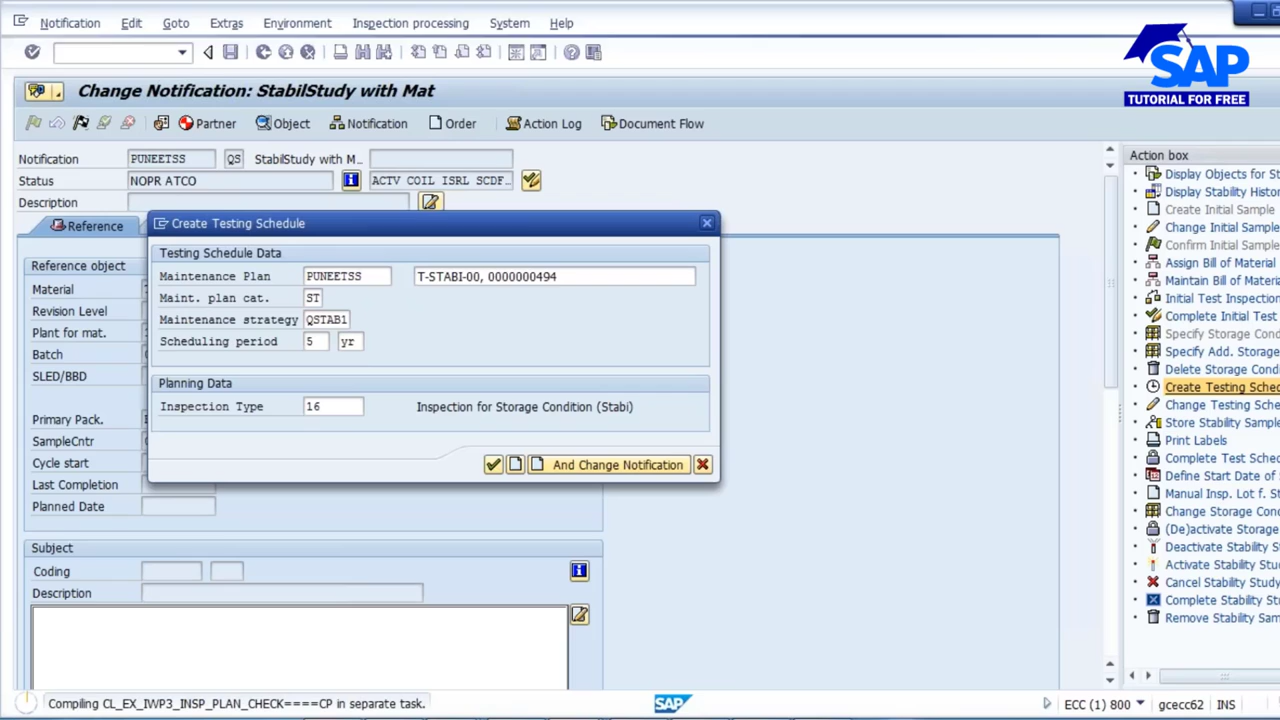 Notification Edit Goto Extras Environment Inspection processing System Help
SAP
TUTORIAL FOR FREE
Change Notification: StabilStudy with Mat
Partner Object Notification Order Action Log Document Flow
Notification PUNEETSS QS StabilStudy with M...
Status NOPR ATCO ACTV COIL ISRL SCDF..
Description
Reference
Reference object
Material
Revision Level
Plant for mat.
Batch
SLED/BBD
Primary Pack.
SampleCntr
Cycle start
Last Completion
Planned Date
Subject
Coding
Description
Create Testing Schedule
Testing Schedule Data
Maintenance Plan PUNEETSS T-STABI-00, 0000000494
Maint. plan cat. ST
Maintenance strategy QSTAB1
Scheduling period 5 yr
Planning Data
Inspection Type 16 Inspection for Storage Condition (Stabi)
And Change Notification
Action box
Display Objects for S
Display Stability Histor
Create Initial Sample
Change Initial Sample
Confirm Initial Sample
Assign Bill of Material
Maintain Bill of Materia
Initial Test Inspection
Complete Initial Test
Specify Storage Cond
Specify Add. Storage
Delete Storage Condi
Create Testing Sched
Change Testing Sche
Store Stability Sample
Print Labels
Complete Test Sched
Define Start Date of S
Manual Insp. Lot f. St
Change Storage Cond
(De)activate Storage
Deactivate Stability S
Activate Stability Stu
Cancel Stability Study
Complete Stability Stu
Remove Stability Sam
Compiling CL_EX_IWP3_INSP_PLAN_CHECK====CP in separate task.
SAP
ECC (1) 800 gcecc62 INS